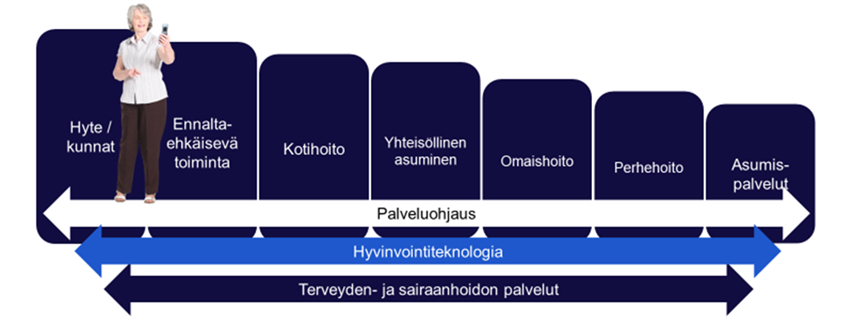 Hyte /
kunnat
Ennalta-
ehkäisevä
toiminta
Kotihoito
Yhteisöllinen
asuminen
Omaishoito
Perhehoito
Asumis-
palvelut
Palveluohjaus
Hyvinvointiteknologia
Terveyden- ja sairaanhoidon palvelut